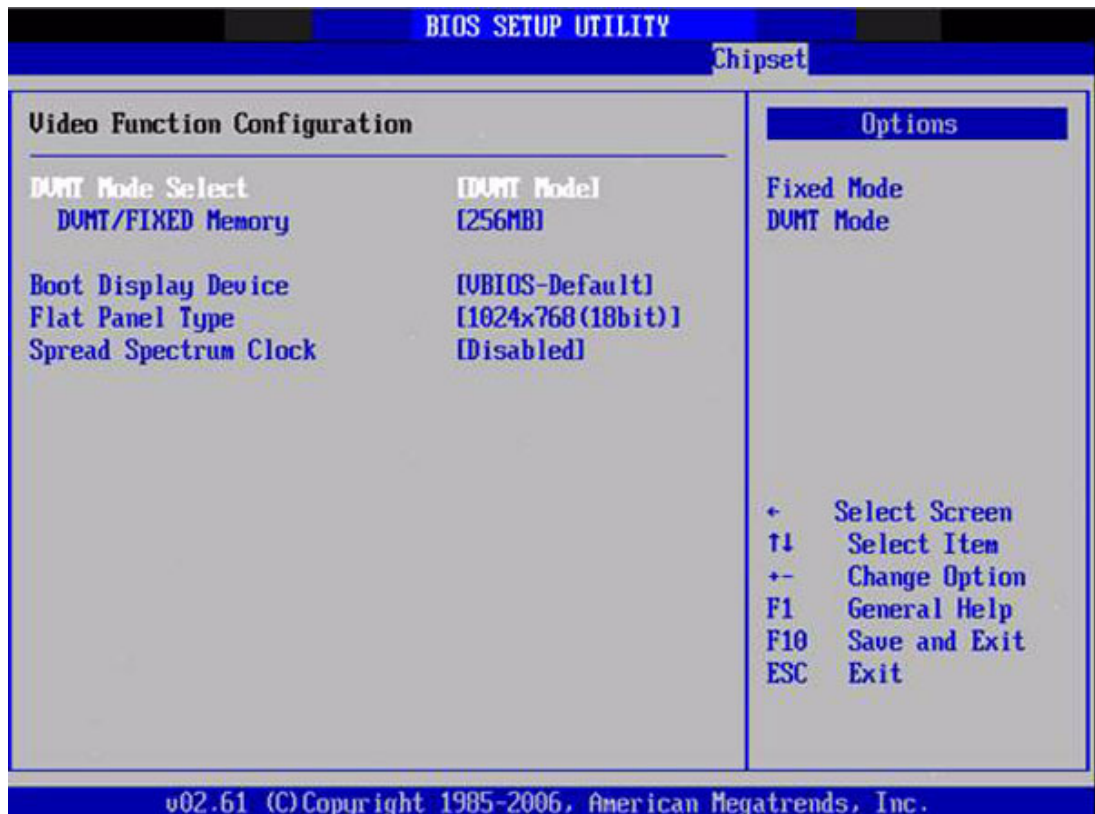 BIOS SETUP UTILITY
Chipset
Video Function Configuration
DVMT Mode Select [DVMT Mode]
DVMT/FIXED Memory [256MB]
Boot Display Device [VBIOS-Default]
Flat Panel Type [1024x768(18bit)]
Spread Spectrum Clock [Disabled]
Options
Fixed Mode
DVMT Mode
← Select Screen
↑↓ Select Item
+- Change Option
F1 General Help
F10 Save and Exit
ESC Exit
v02.61 (C)Copyright 1985-2006, American Megatrends, Inc.